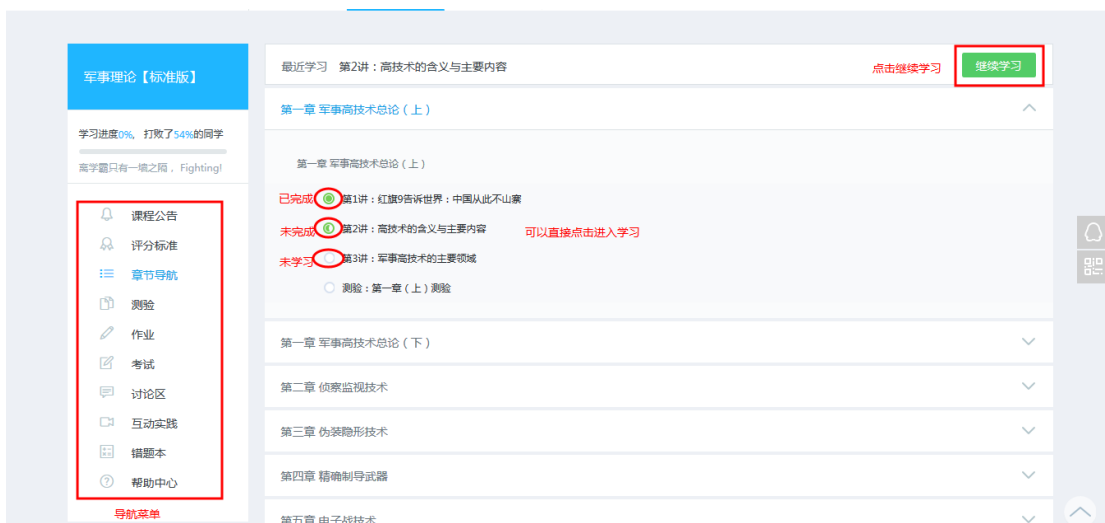 军事理论【标准版】
学习进度0%, 打败了54%的同学
离学霸只有一墙之隔，Fighting!
课程公告
评分标准
章节导航
测验
作业
考试
讨论区
互动实践
错题本
帮助中心
导航菜单
最近学习 第2讲：高技术的含义与主要内容
点击继续学习
继续学习
第一章 军事高技术总论（上）
第一章 军事高技术总论（上）
已完成 第1讲：红旗9告诉世界：中国从此不山寨
未完成 第2讲：高技术的含义与主要内容 可以直接点击进入学习
未学习 第3讲：军事高技术的主要领域
测验：第一章（上）测验
第一章 军事高技术总论（下）
第二章 侦察监视技术
第三章 伪装隐形技术
第四章 精确制导武器
第五章 电子战技术